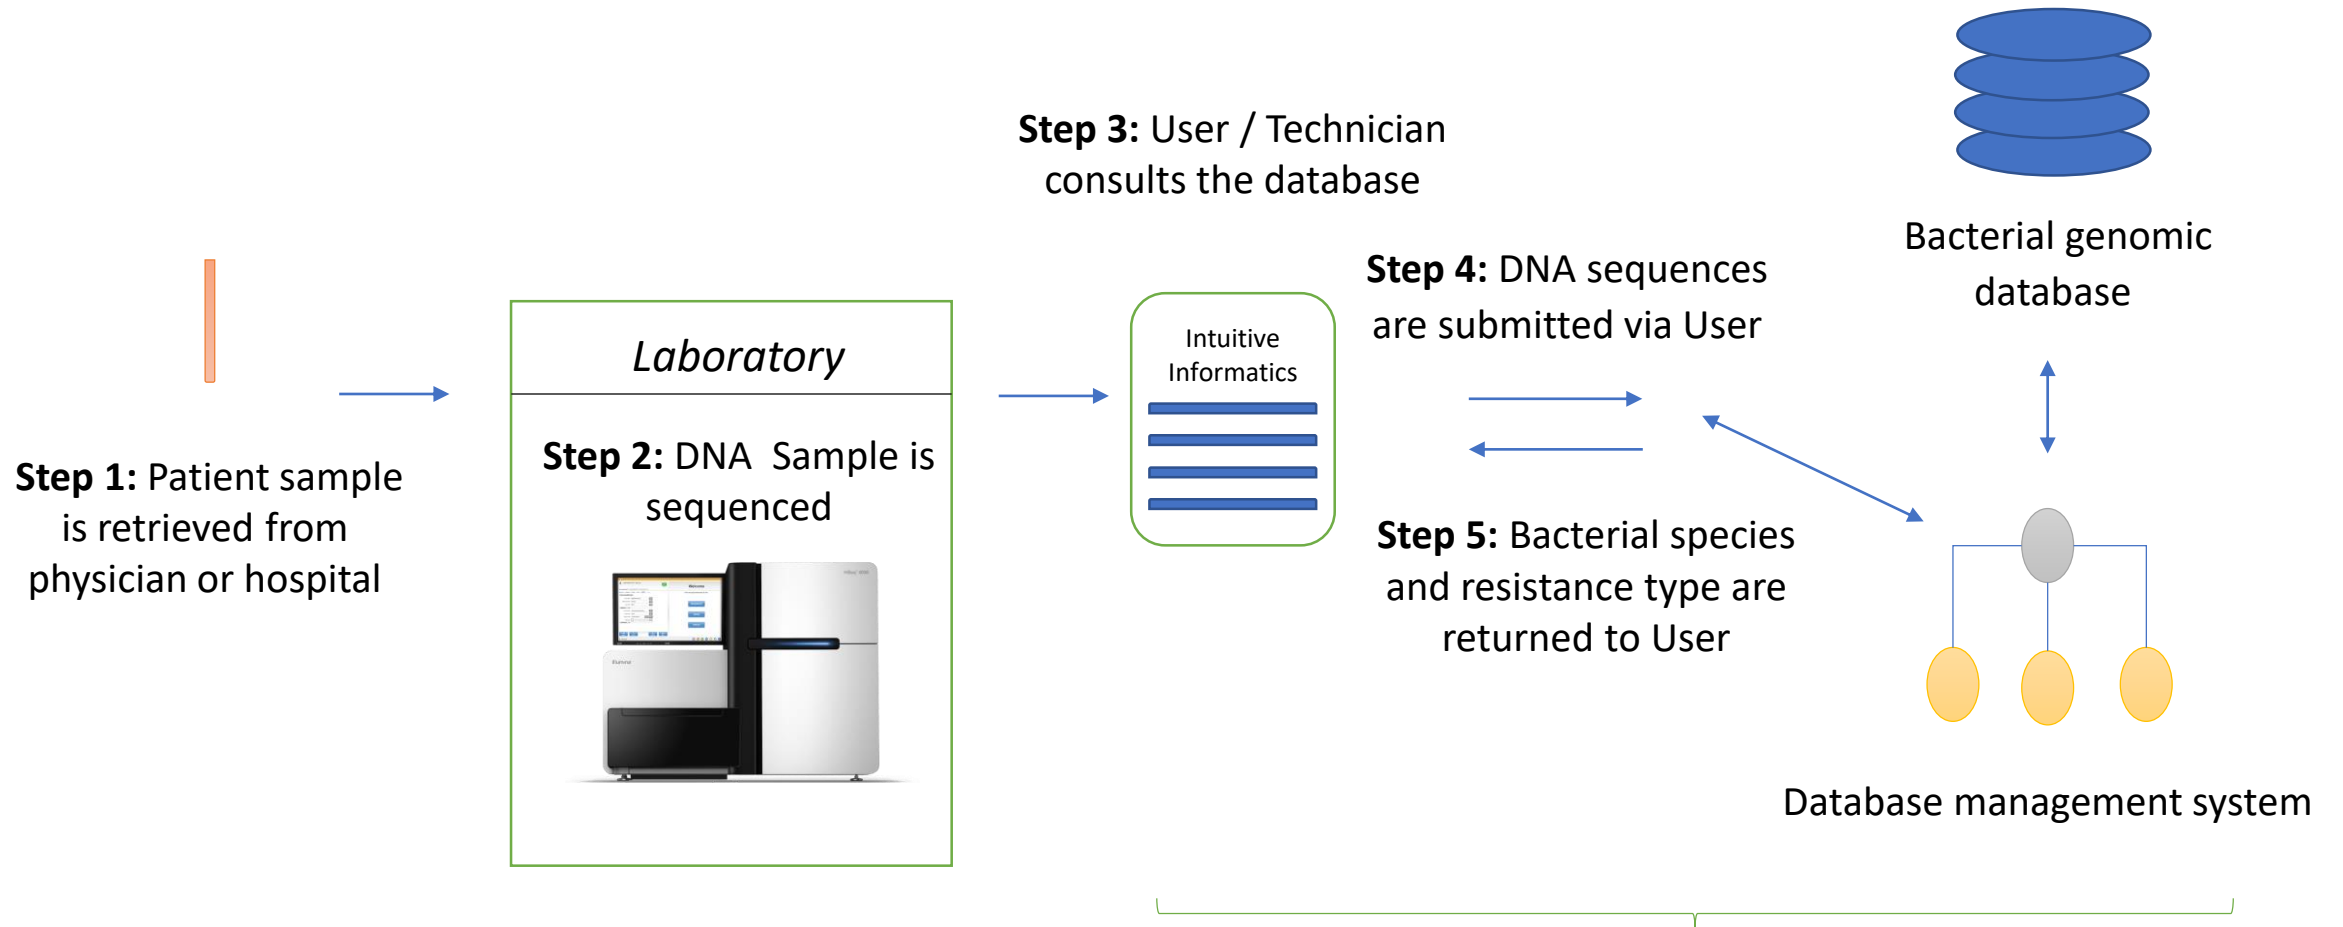 Step 1: Patient sample
is retrieved from
physician or hospital
Laboratory
Step 2: DNA  Sample is
sequenced
Step 3: User / Technician
consults the database
Intuitive
Informatics
Step 4: DNA sequences
are submitted via User
Step 5: Bacterial species
and resistance type are
returned to User
Bacterial genomic
database
Database management system